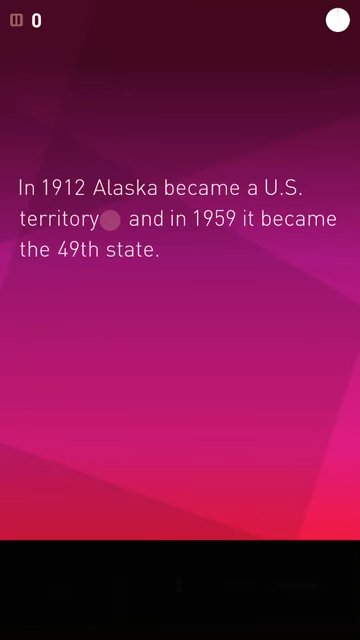 0
In 1912 Alaska became a U.S.
territory and in 1959 it became
the 49th state.